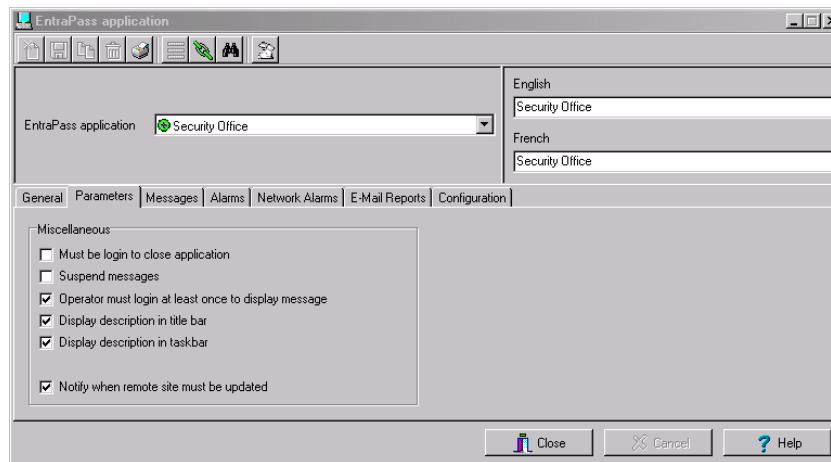 EntraPass application
English
Security Office
EntraPass application
Security Office
French
Security Office
General Parameters Messages Alarms Network Alarms E-Mail Reports Configuration
Miscellaneous
Must be login to close application
Suspend messages
Operator must login at least once to display message
Display description in title bar
Display description in taskbar
Notify when remote site must be updated
Close Cancel Help